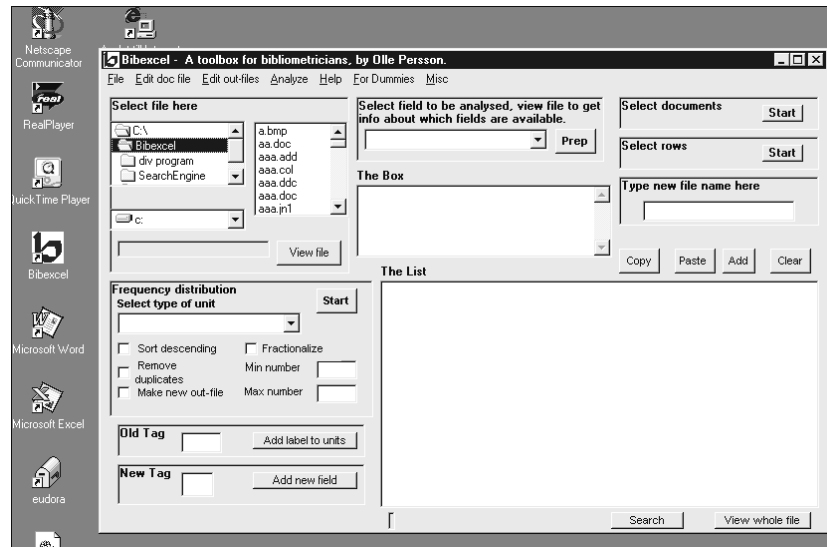 Netscape
Communicator
RealPlayer
QuickTime Player
Bibexcel
Microsoft Word
Microsoft Excel
eudora
Bibexcel - A toolbox for bibliometricians, by Olle Persson.
File Edit doc file Edit out-files Analyze Help For Dummies Misc
Select file here
C:\
Bibexcel
div program
SearchEngine
a.bmp
aa.doc
aaa.add
aaa.col
aaa.ddc
aaa.doc
aaa.jn1
c:
View file
Select field to be analysed, view file to get
info about which fields are available.
Prep
The Box
Select documents
Start
Select rows
Start
Type new file name here
Copy Paste Add Clear
The List
Frequency distribution
Select type of unit
Start
Sort descending
Fractionalize
Remove
duplicates
Min number
Make new out-file
Max number
Old Tag
Add label to units
New Tag
Add new field
Search
View whole file